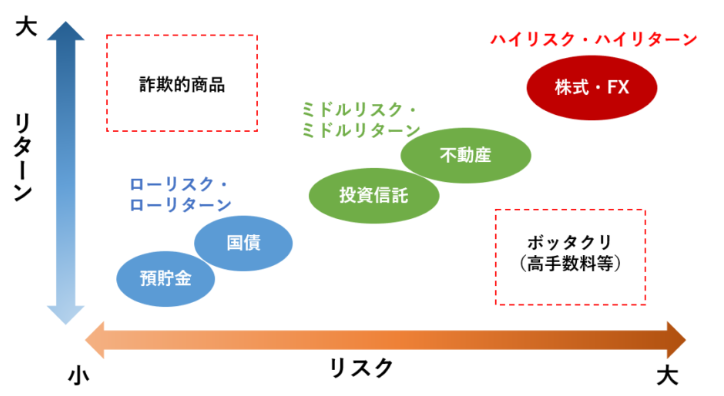 大
ハイリスク・ハイリターン
株式・FX
詐欺的商品
ミドルリスク・
ミドルリターン
不動産
リターン
ローリスク・
ローリターン
投資信託
国債
ボッタクリ
（高手数料等）
預貯金
小
リスク
大